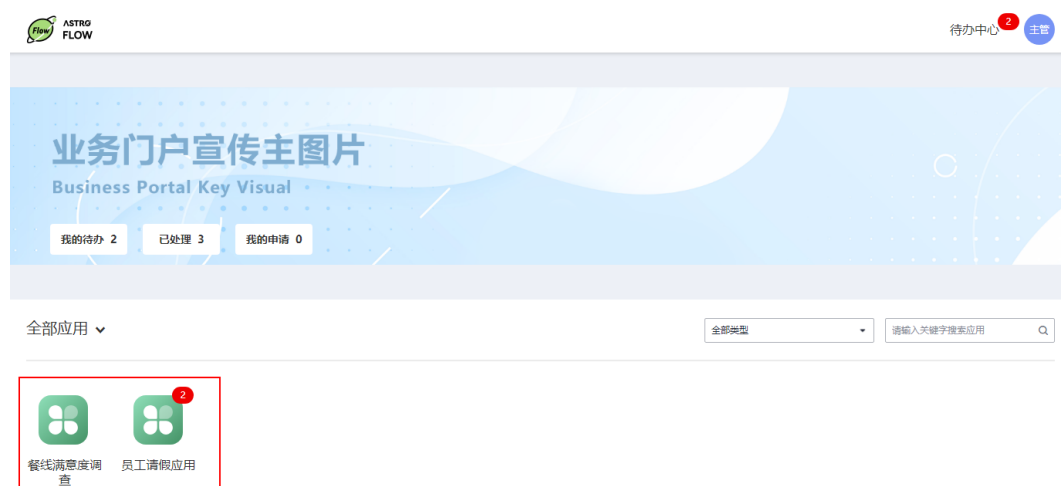 Flow
ASTRO
FLOW
待办中心 2 主管
业务门户宣传主图片
Business Portal Key Visual
我的待办 2 已处理 3 我的申请 0
全部应用 全部类型 请输入关键字搜索应用
2
餐线满意度调 员工请假应用
查